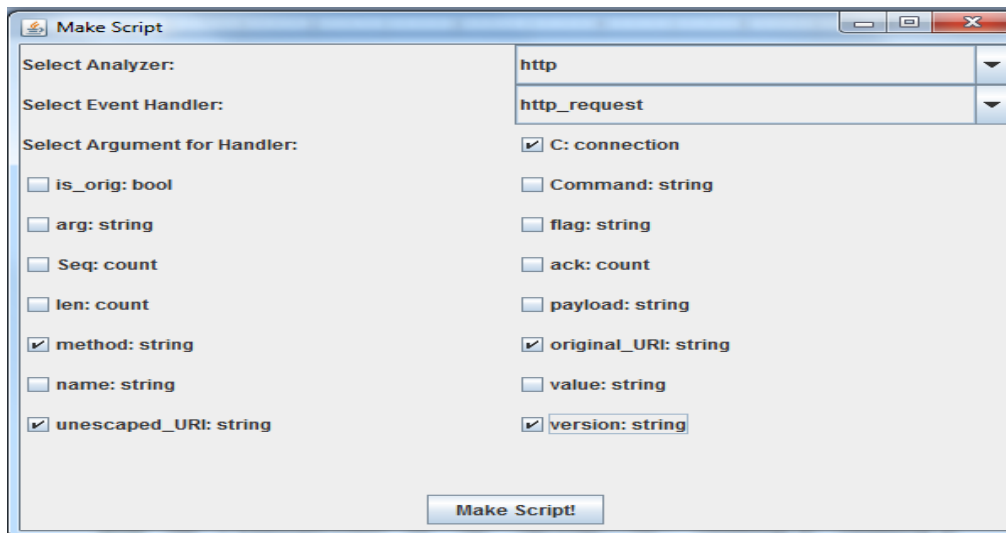 Make Script
Select Analyzer: http
Select Event Handler: http_request
Select Argument for Handler: C: connection
is_orig: bool Command: string
arg: string flag: string
Seq: count ack: count
len: count payload: string
method: string original_URI: string
name: string value: string
unescaped_URI: string version: string
Make Script!